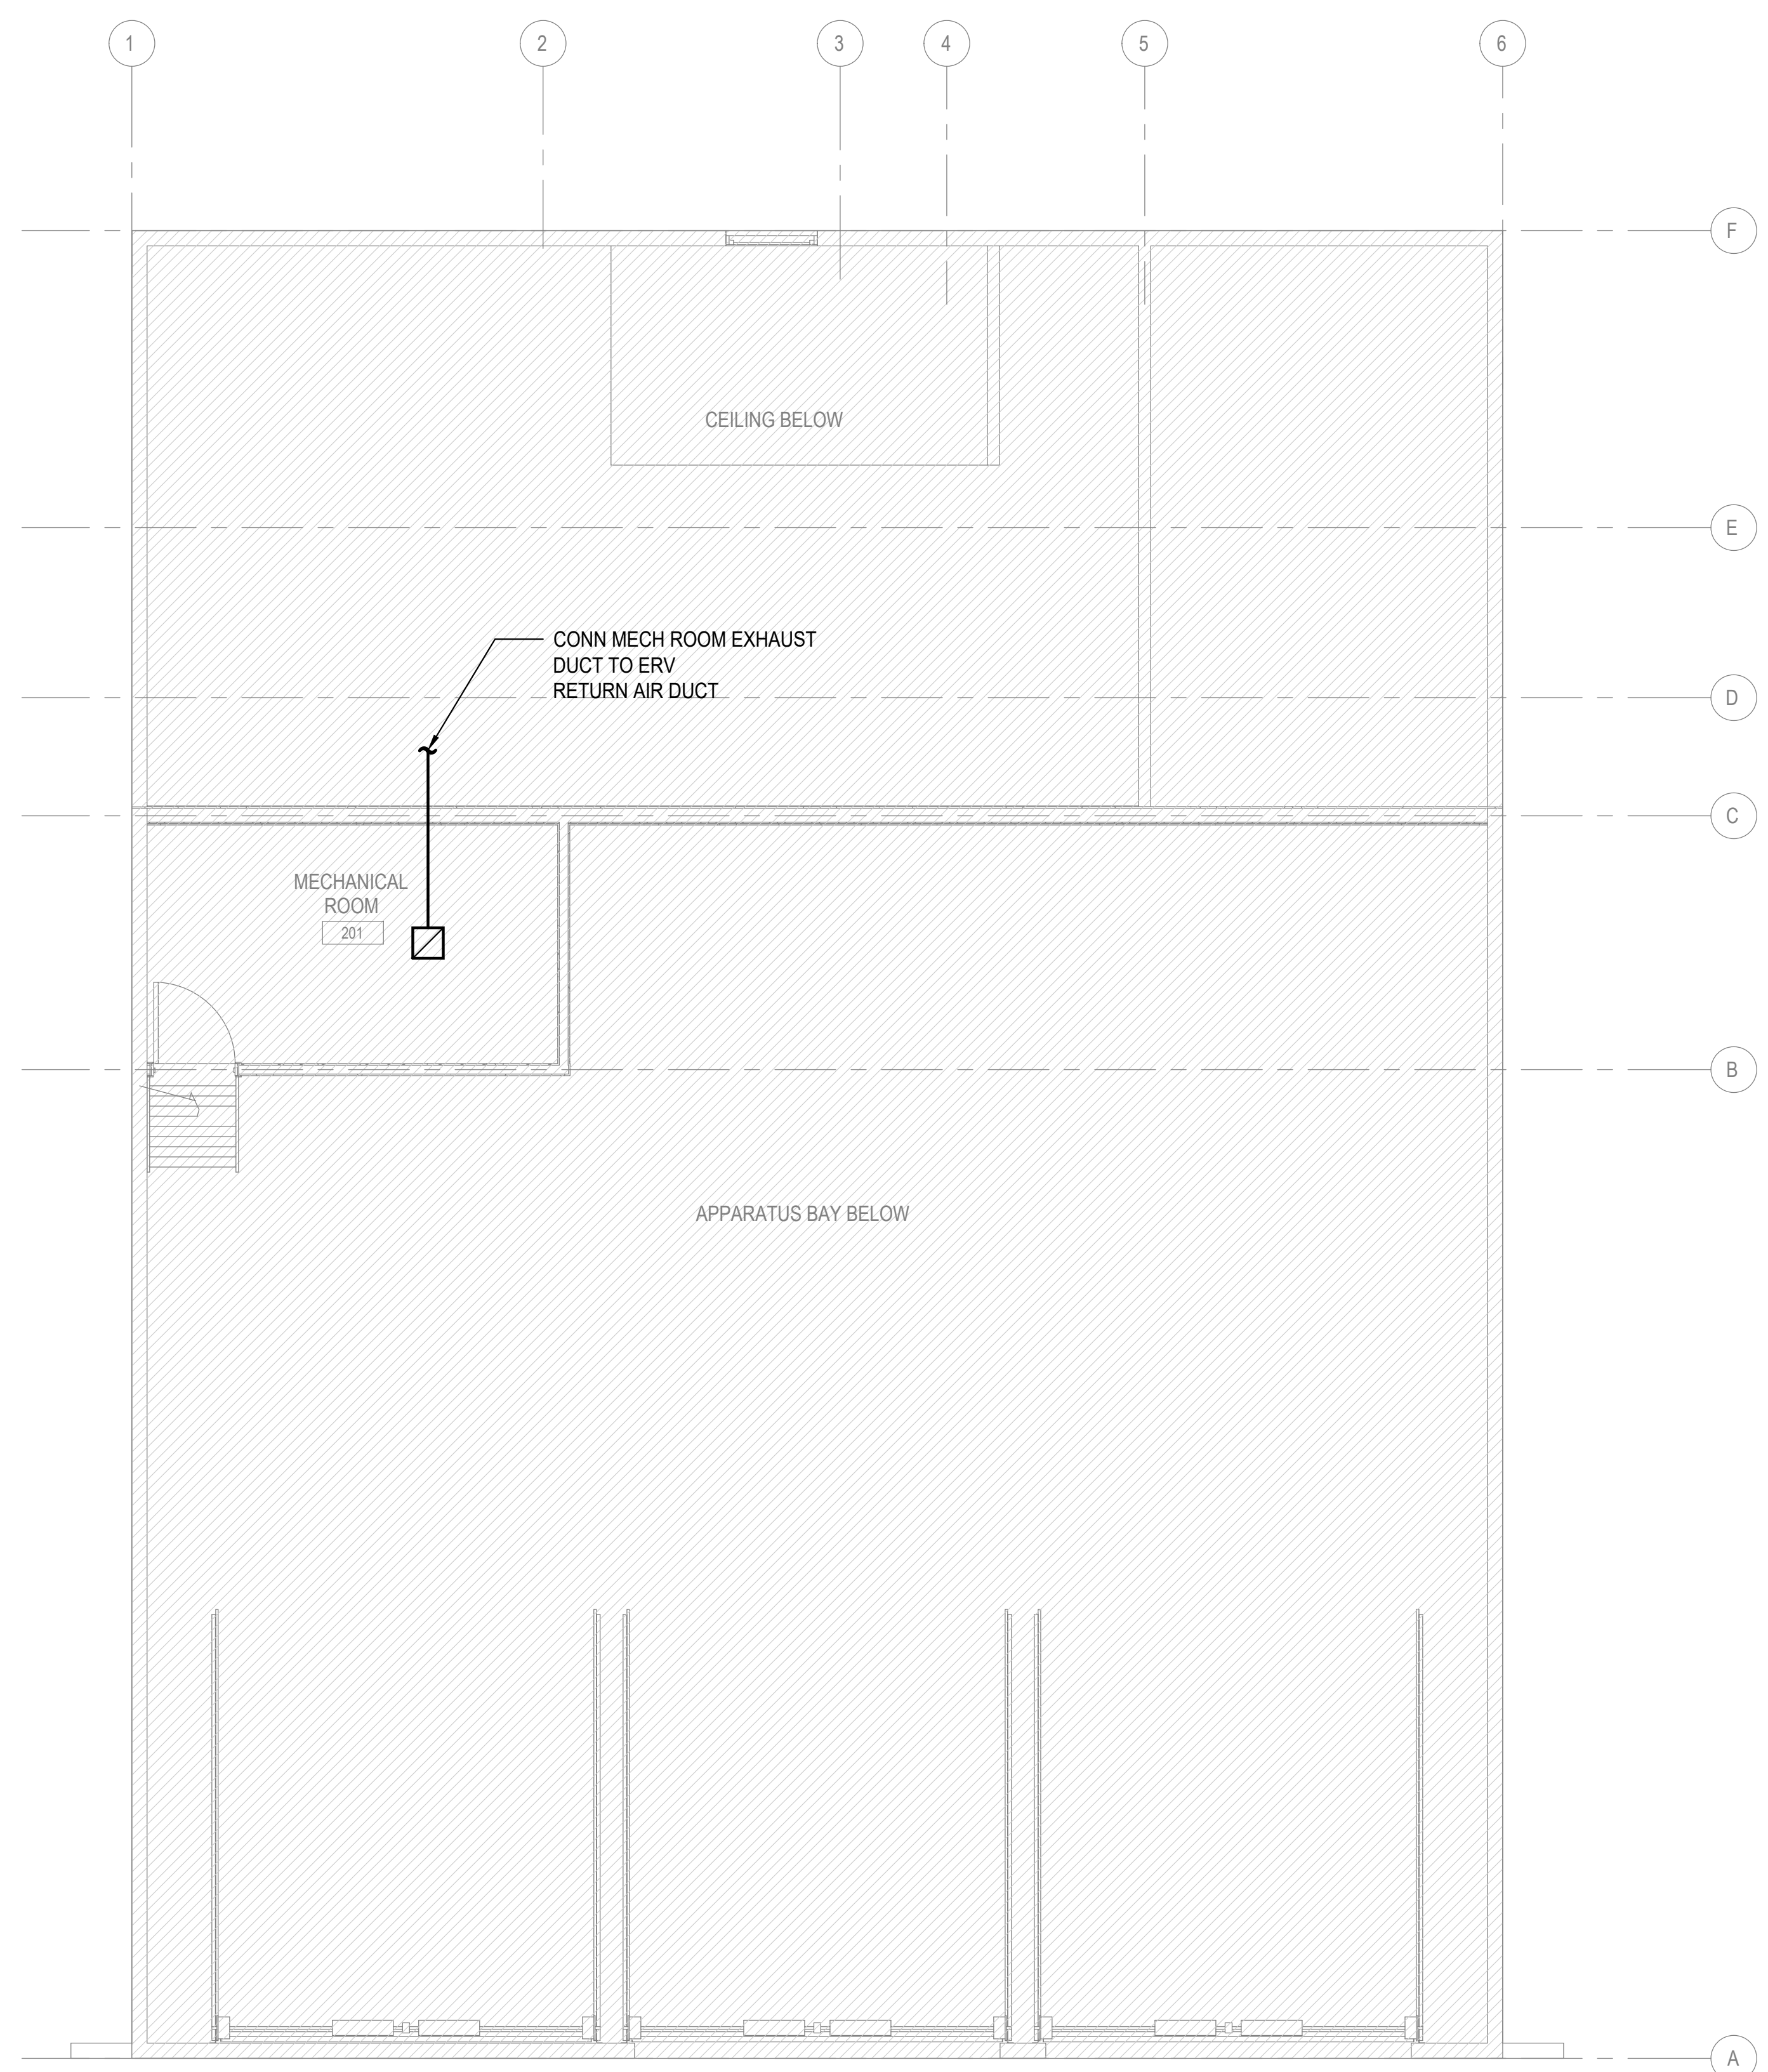 1
2
3
4
5
6
F
CEILING BELOW
E
CONN MECH ROOM EXHAUST
DUCT TO ERV
RETURN AIR DUCT
D
C
MECHANICAL
ROOM
201
B
APPARATUS BAY BELOW
A